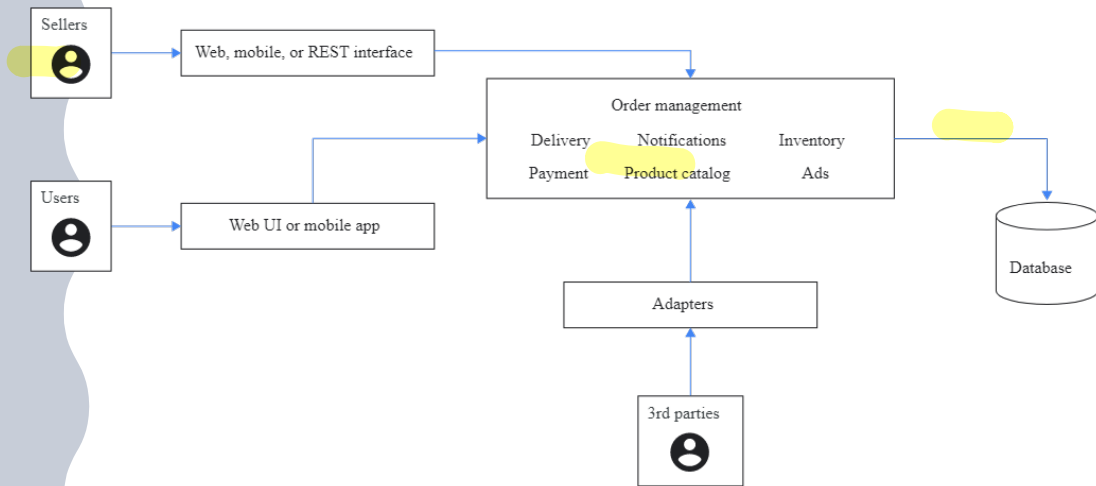 Sellers
Web, mobile, or REST interface
Order management
Delivery Notifications Inventory
Payment Product catalog Ads
Users
Web UI or mobile app
Database
Adapters
3rd parties